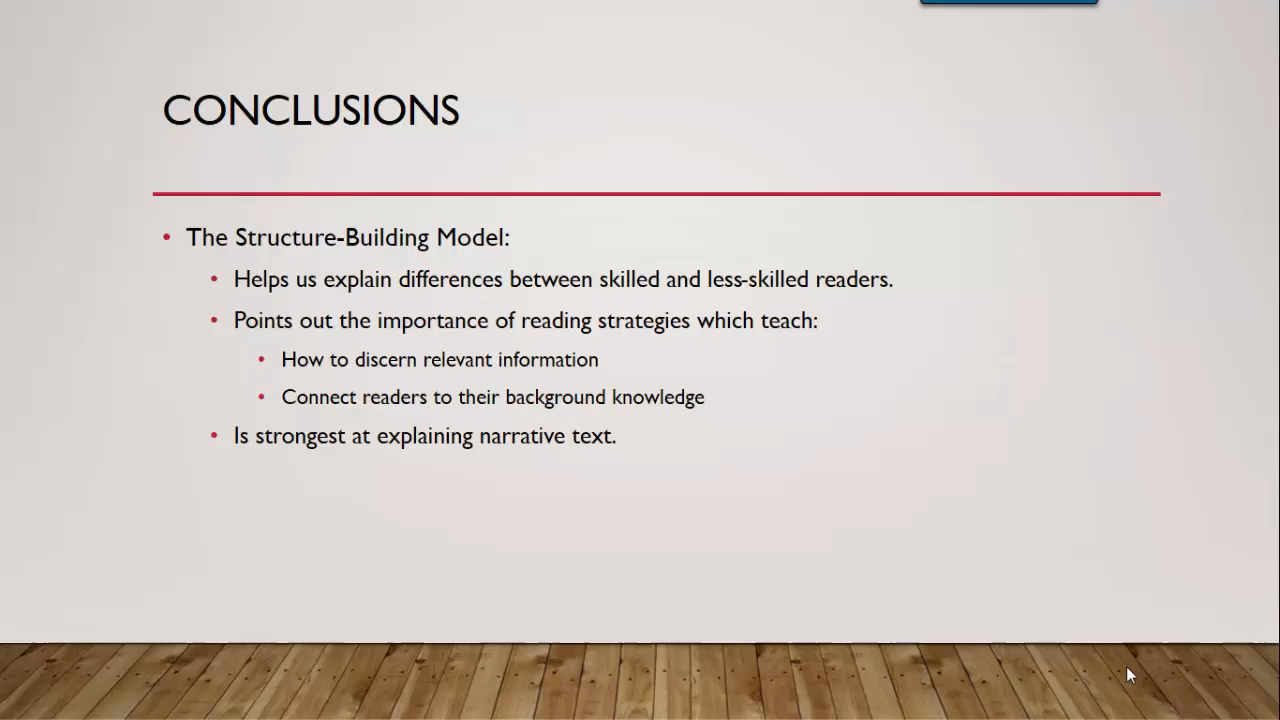 CONCLUSIONS
• The Structure-Building Model:
• Helps us explain differences between skilled and less-skilled readers.
• Points out the importance of reading strategies which teach:
• How to discern relevant information
• Connect readers to their background knowledge
• Is strongest at explaining narrative text.